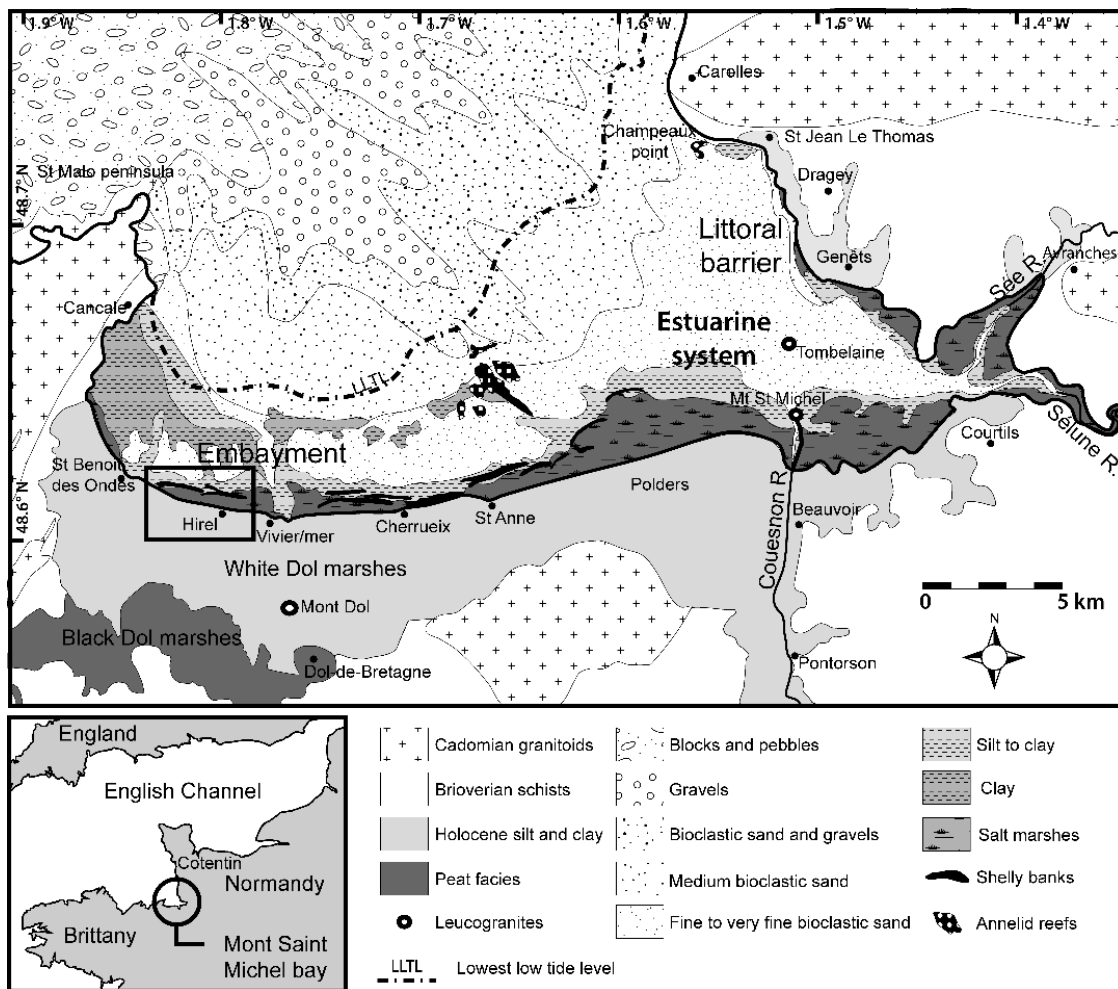 1.9°W
1.8°W
1.7°W
1.6°W
1.5°W
1.4°W
Carolles
Champeaux
point
St Jean Le Thomas
St Malo peninsula
Dragey
48.7° N
Littoral
barrier
Genêts
Avranches
Sée R.
Cancale
Estuarine
system
Tombelaine
LLTL
Mt St Michel
Sélune R.
Courtils
Embayment
St Benoit
des Ondes
Polders
48.6° N
Hirel
Vivier/mer
Cherrueix
St Anne
Beauvoir
Couesnon R.
White Dol marshes
0 5 km
Mont Dol
Black Dol marshes
Dol-de-Bretagne
N
Pontorson
England
English Channel
Cotentin
Normandy
Brittany
Mont Saint
Michel bay
Cadomian granitoids
Brioverian schists
Holocene silt and clay
Peat facies
Leucogranites
LLTL Lowest low tide level
Blocks and pebbles
Gravels
Bioclastic sand and gravels
Medium bioclastic sand
Fine to very fine bioclastic sand
Silt to clay
Clay
Salt marshes
Shelly banks
Annelid reefs